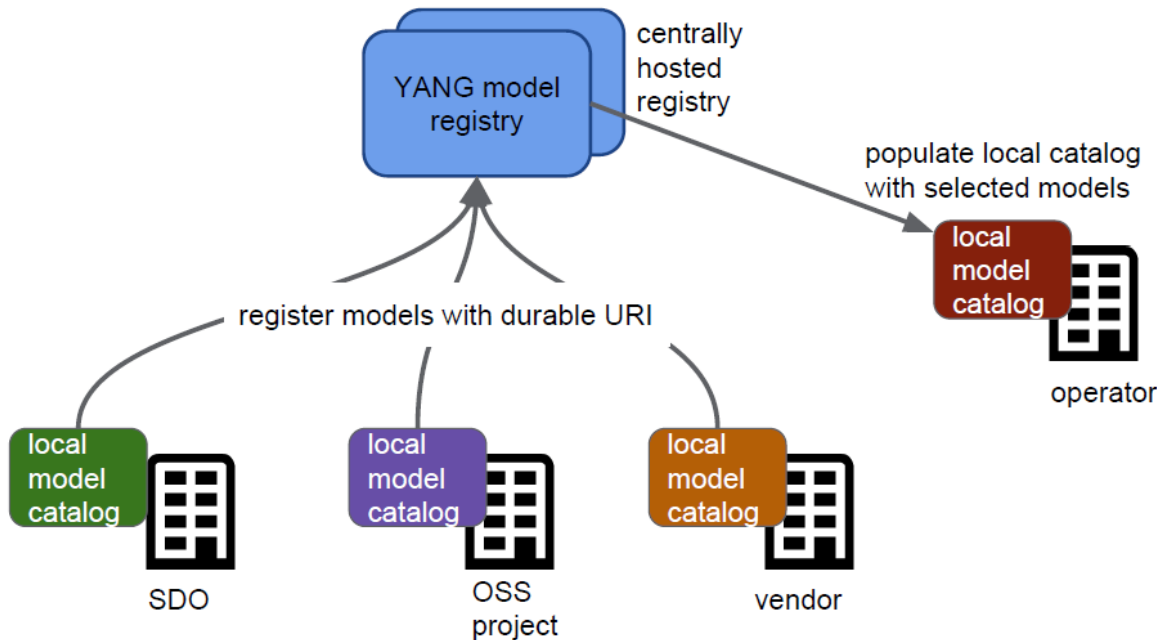 centrally
hosted
registry
YANG model
registry
populate local catalog
with selected models
local
model
catalog
operator
register models with durable URI
local
model
catalog
SDO
local
model
catalog
OSS
project
local
model
catalog
vendor